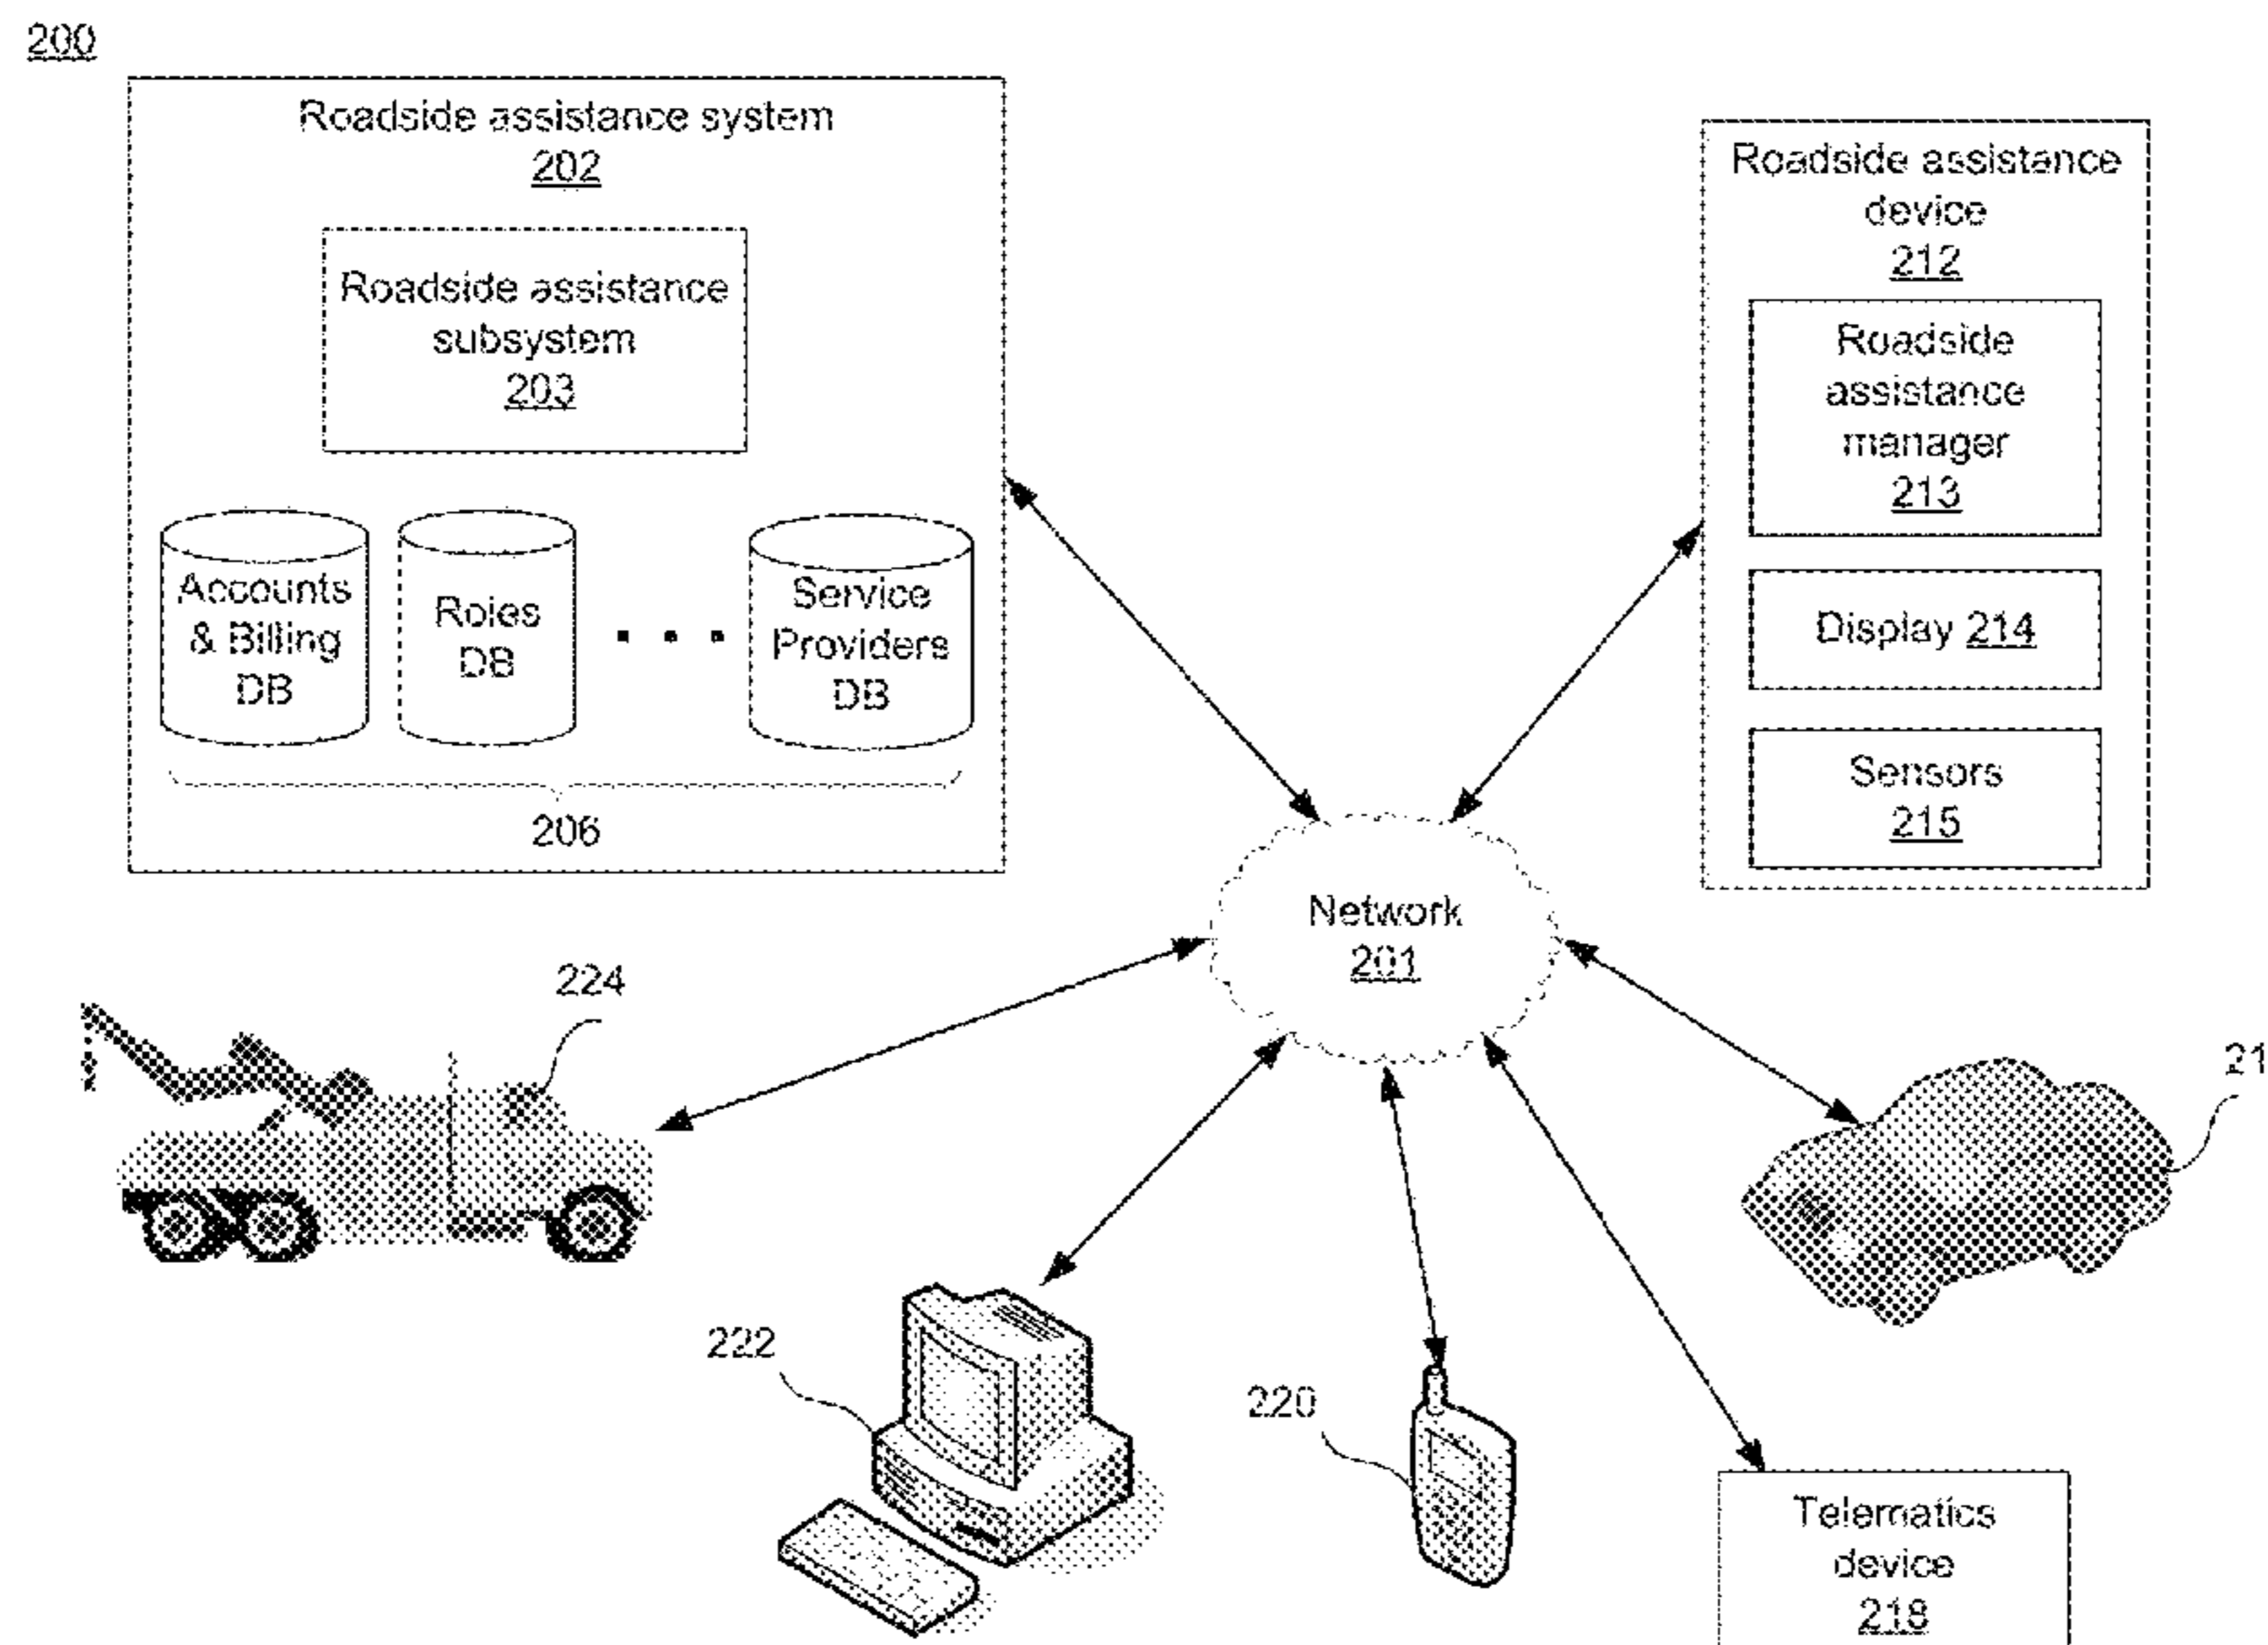 200
Roadside assistance system
202
Roadside assistance
subsystem
203
Accounts
& Billing
DB
Roles
DB
. . .
Service
Providers
DB
206
Roadside assistance
device
212
Roadside
assistance
manager
213
Display 214
Sensors
215
Network
201
224
21
222
220
Telematics
device
218